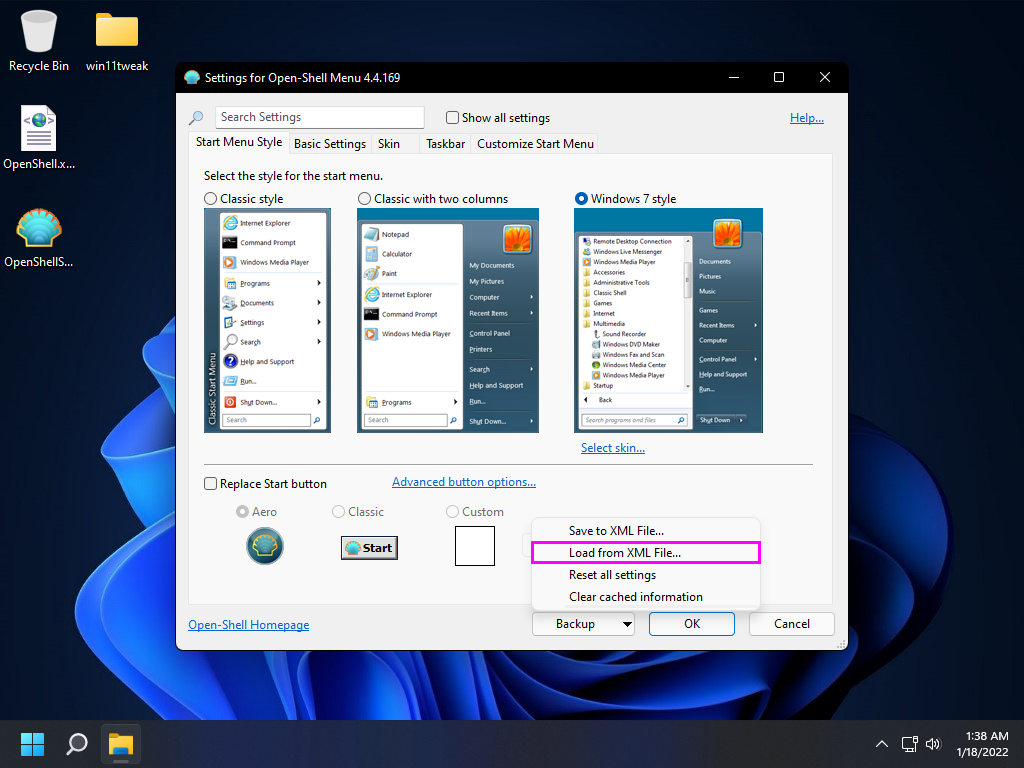 Recycle Bin
win11tweak
OpenShell.x...
OpenShellS...
Settings for Open-Shell Menu 4.4.169
Search Settings
Show all settings
Help...
Start Menu Style
Basic Settings
Skin
Taskbar
Customize Start Menu
Select the style for the start menu.
Classic style
Classic with two columns
Windows 7 style
Classic Start Menu
Internet Explorer
Command Prompt
Windows Media Player
Programs
Documents
Settings
Search
Help and Support
Run...
Shut Down...
Search
Notepad
Calculator
Paint
Internet Explorer
Command Prompt
Windows Media Player
Programs
Search
My Documents
My Pictures
Computer
Recent Items
Control Panel
Printers
Search
Help and Support
Run...
Shut Down...
Remote Desktop Connection
Windows Live Messenger
Windows Media Player
Accessories
Administrative Tools
Classic Shell
Games
Internet
Multimedia
Sound Recorder
Windows DVD Maker
Windows Fax and Scan
Windows Media Center
Windows Media Player
Startup
Back
Search programs and files
Documents
Pictures
Music
Games
Recent Items
Computer
Control Panel
Help and Support
Run...
Shut Down
Select skin...
Replace Start button
Advanced button options...
Aero
Classic
Custom
Start
Save to XML File...
Load from XML File...
Reset all settings
Clear cached information
Open-Shell Homepage
Backup
OK
Cancel
1:38 AM
1/18/2022